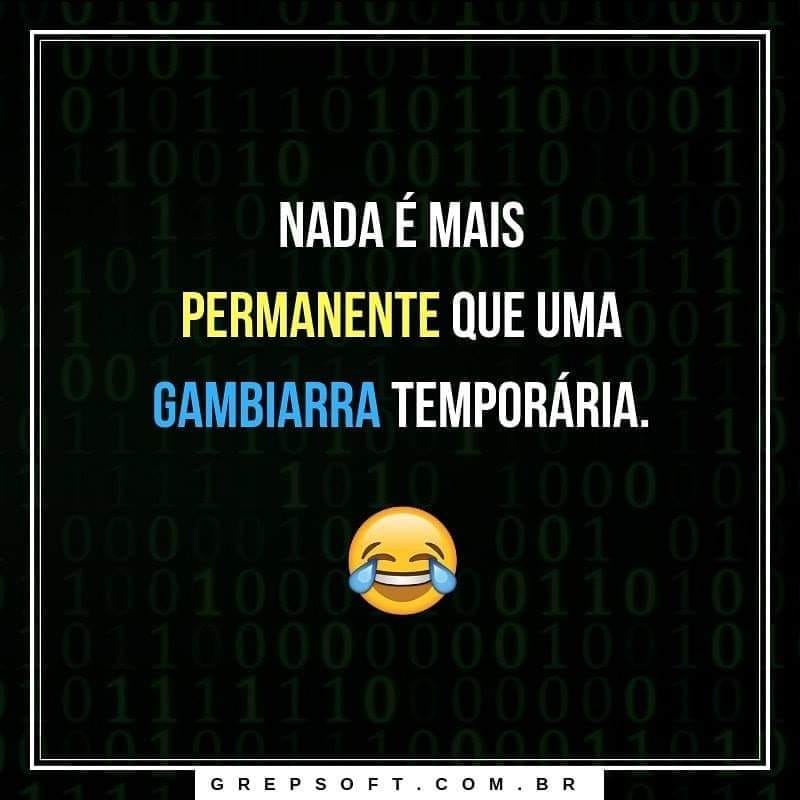 NADA É MAIS
PERMANENTE QUE UMA
GAMBIARRA TEMPORÁRIA.
GREPSOFT.COM.BR